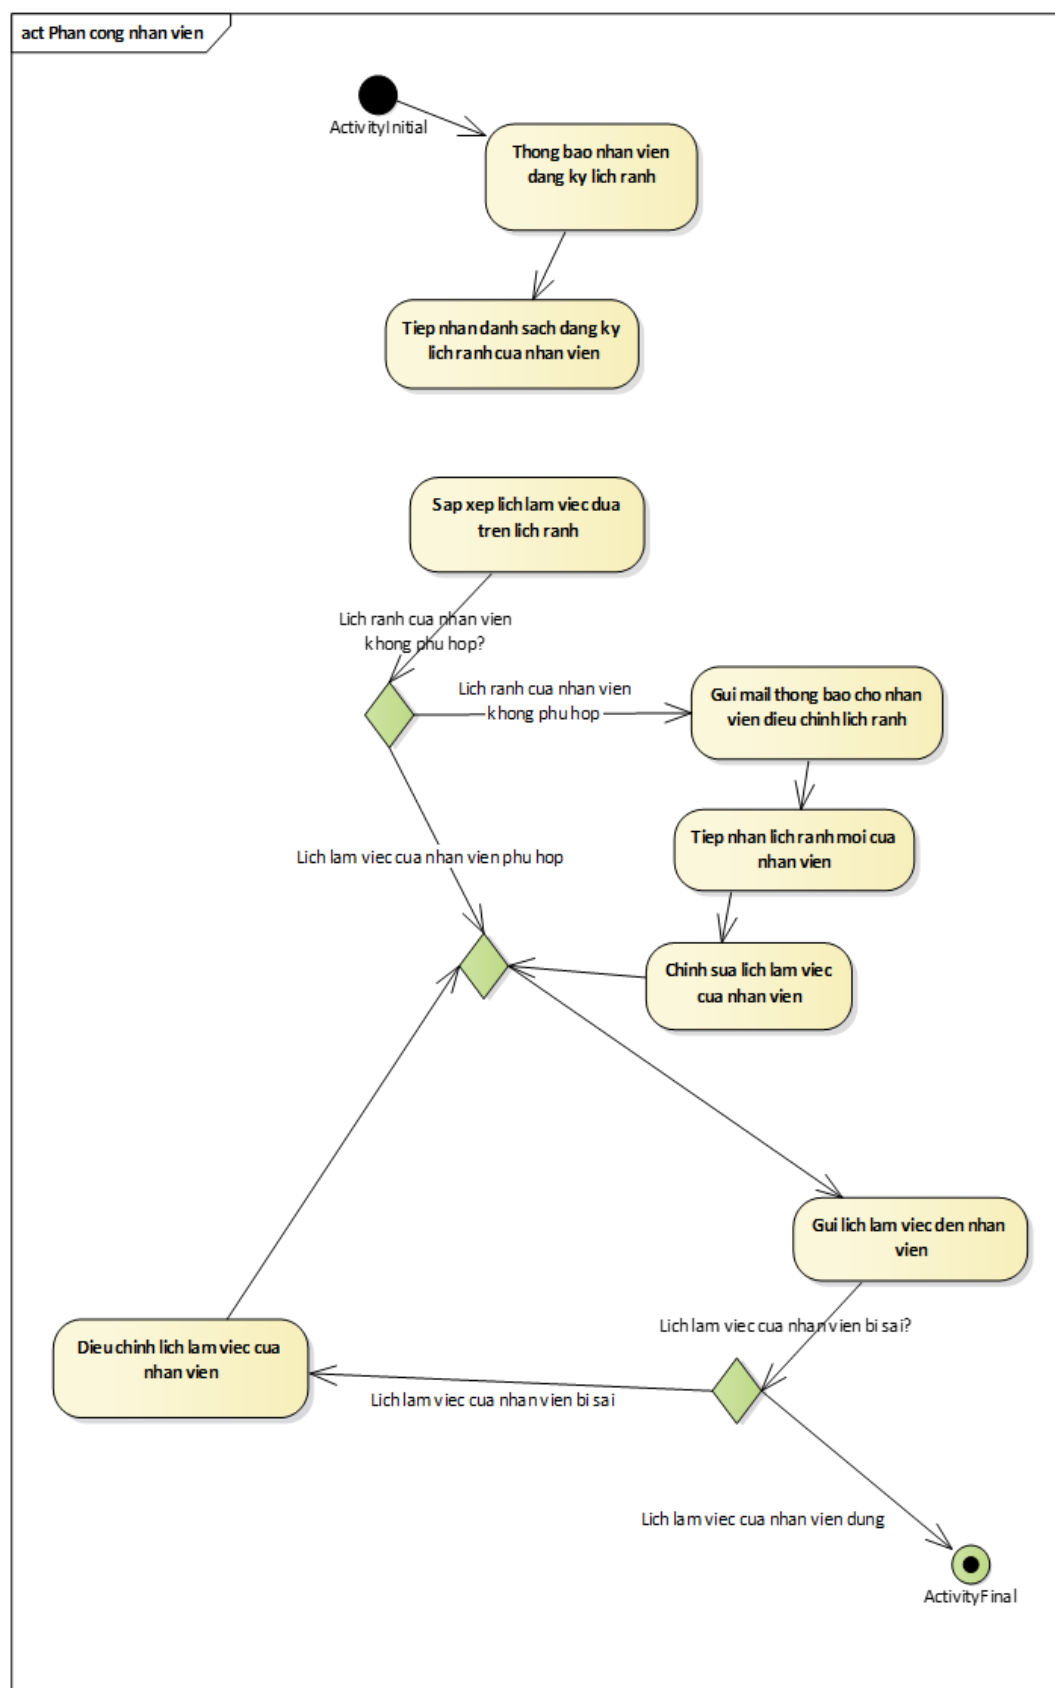 act Phan cong nhan vien
ActivityInitial
Thong bao nhan vien
dang ky lich ranh
Tiep nhan danh sach dang ky
lich ranh cua nhan vien
Sap xep lich lam viec dua
tren lich ranh
Lich ranh cua nhan vien
khong phu hop?
Lich ranh cua nhan vien
khong phu hop
Gui mail thong bao cho nhan
vien dieu chinh lich ranh
Tiep nhan lich ranh moi cua
nhan vien
Lich lam viec cua nhan vien phu hop
Chinh sua lich lam viec
cua nhan vien
Gui lich lam viec den nhan
vien
Lich lam viec cua nhan vien bi sai?
Dieu chinh lich lam viec cua
nhan vien
Lich lam viec cua nhan vien bi sai
Lich lam viec cua nhan vien dung
ActivityFinal